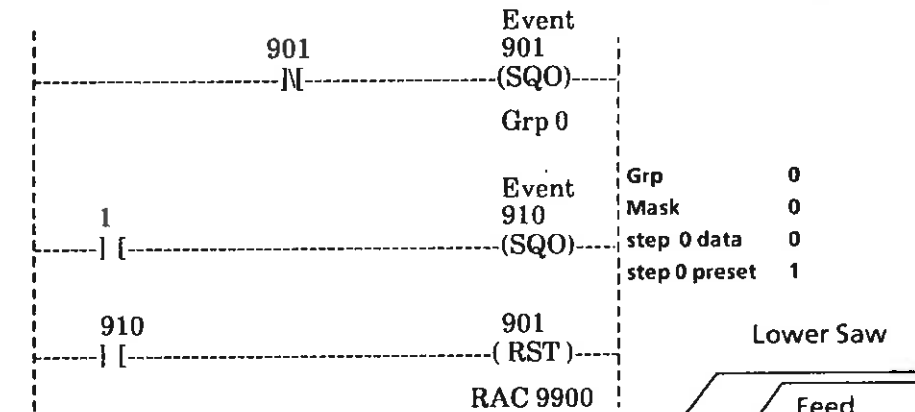 Event
901
901
]\[
(SQO)
Grp 0
Grp 0
Event
Mask 0
1
910
] [
(SQO)
step 0 data 0
step 0 preset 1
910
901
] [
( RST )
Lower Saw
RAC 9900
Feed